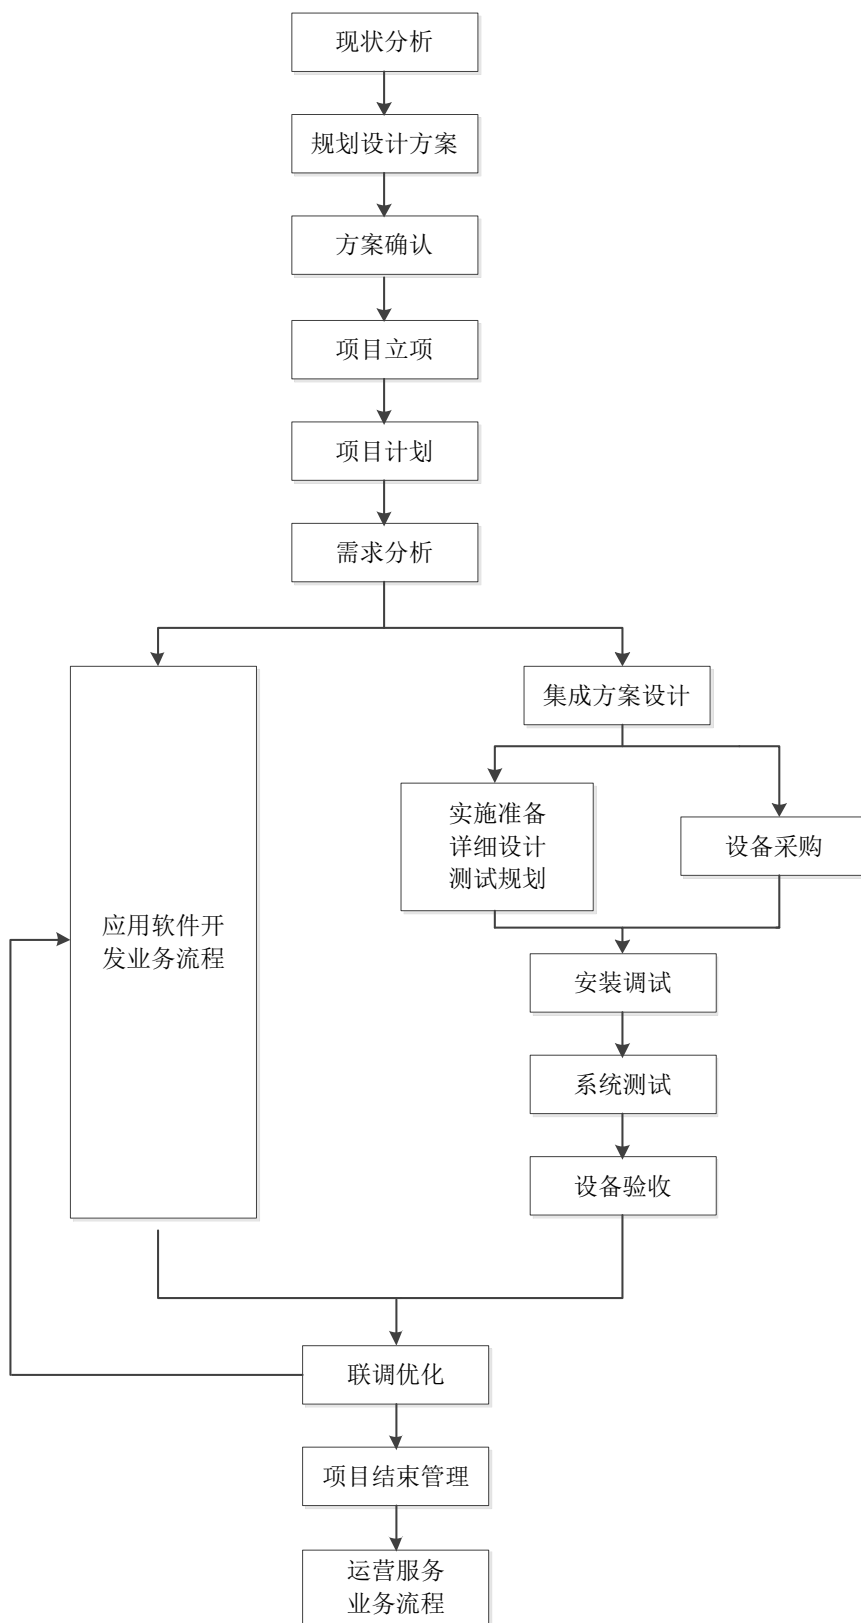 现状分析
规划设计方案
方案确认
项目立项
项目计划
需求分析
集成方案设计
实施准备
详细设计
测试规划
设备采购
应用软件开
发业务流程
安装调试
系统测试
设备验收
联调优化
项目结束管理
运营服务
业务流程